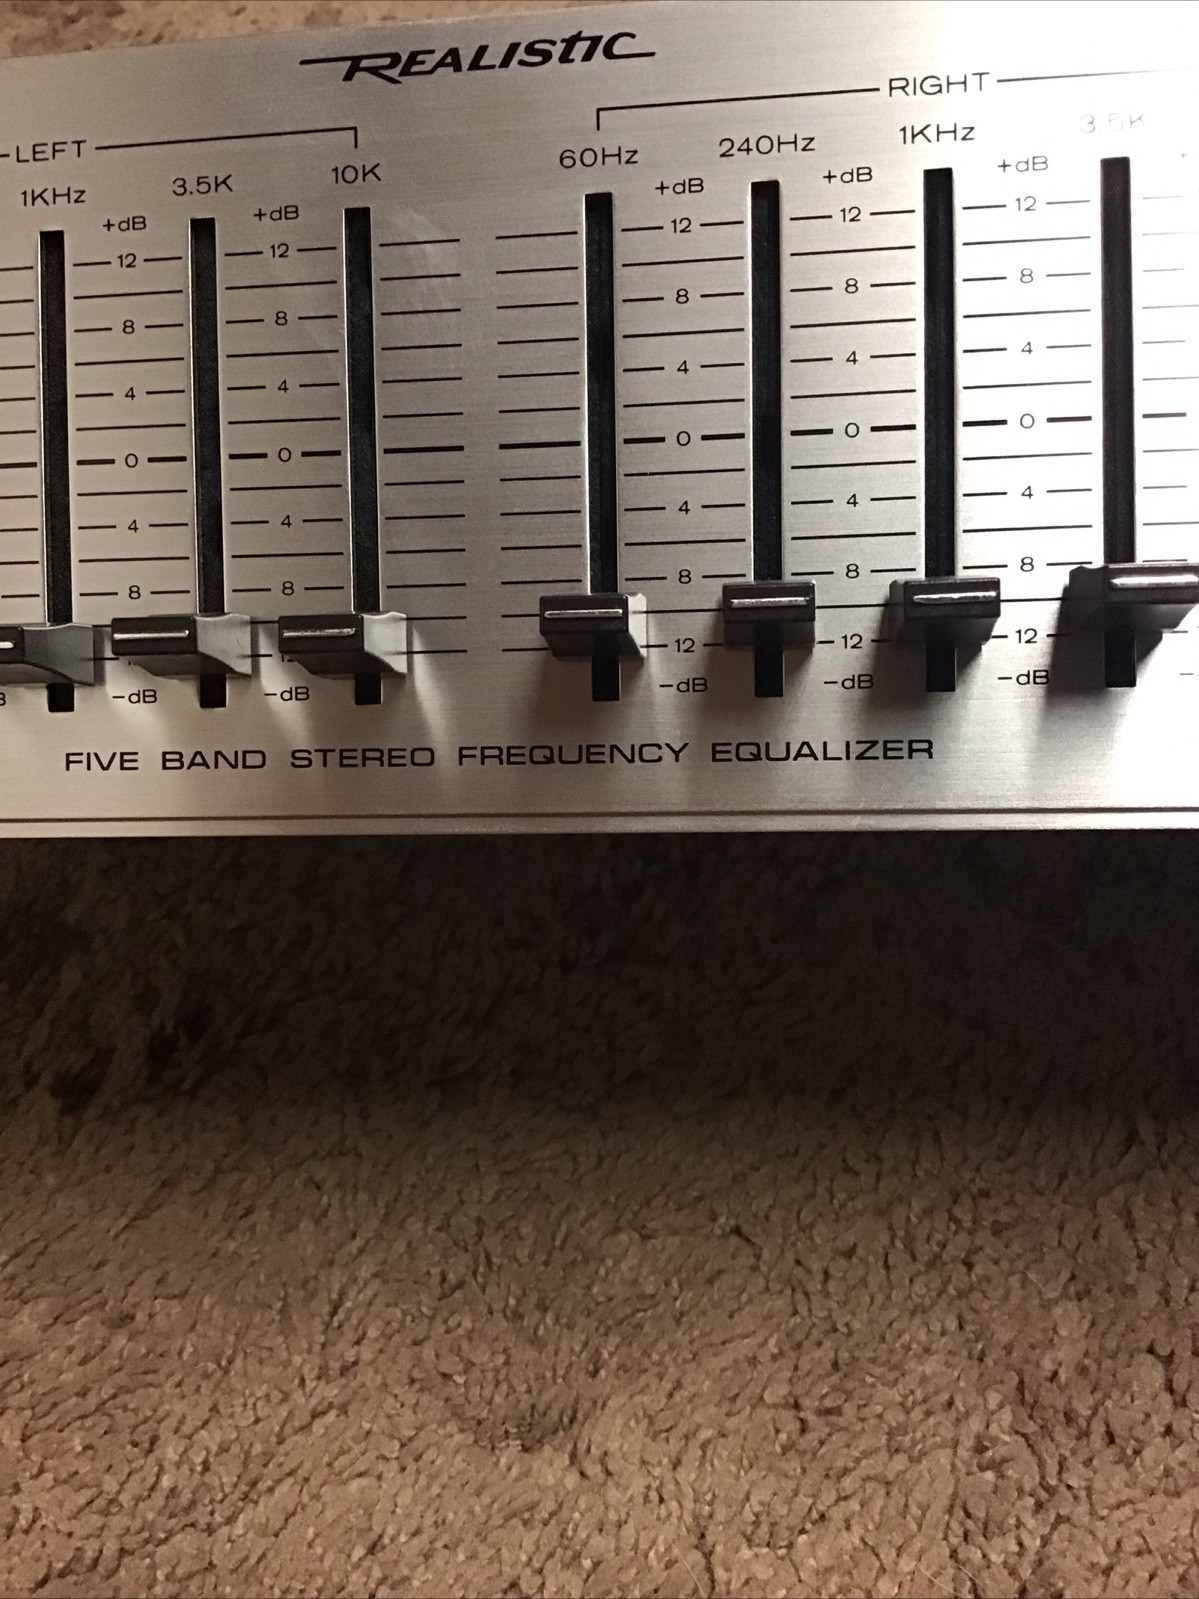 REALISTIC
LEFT RIGHT
1KHz 3.5K 10K 60Hz 240Hz 1KHz 3.5K
+dB +dB +dB +dB +dB
12 12 12 12 12
8 8 8 8 8
4 4 4 4 4
0 0 0 0 0
4 4 4 4 4
8 8 8 8 8
12 12 12
-dB -dB -dB -dB -dB
FIVE BAND STEREO FREQUENCY EQUALIZER